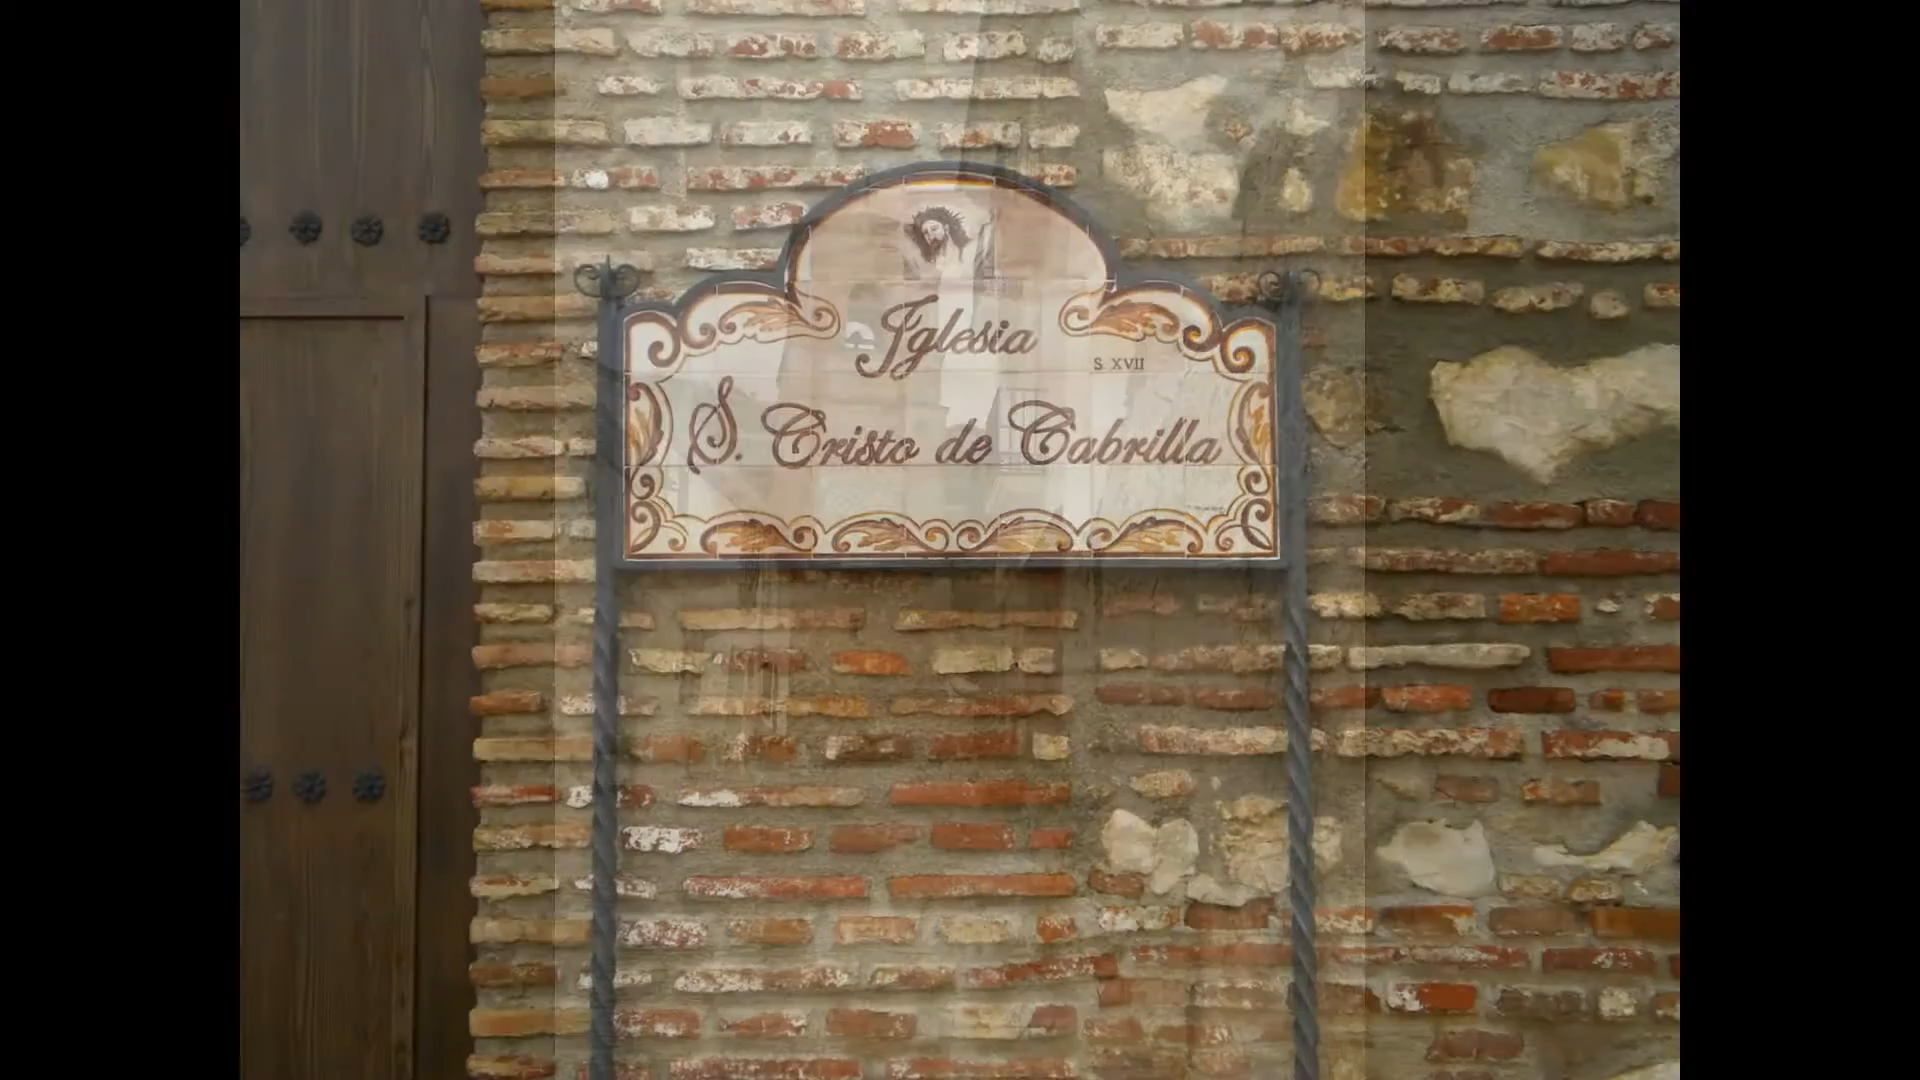 Iglesia
S. XVII
S. Cristo de Cabrilla